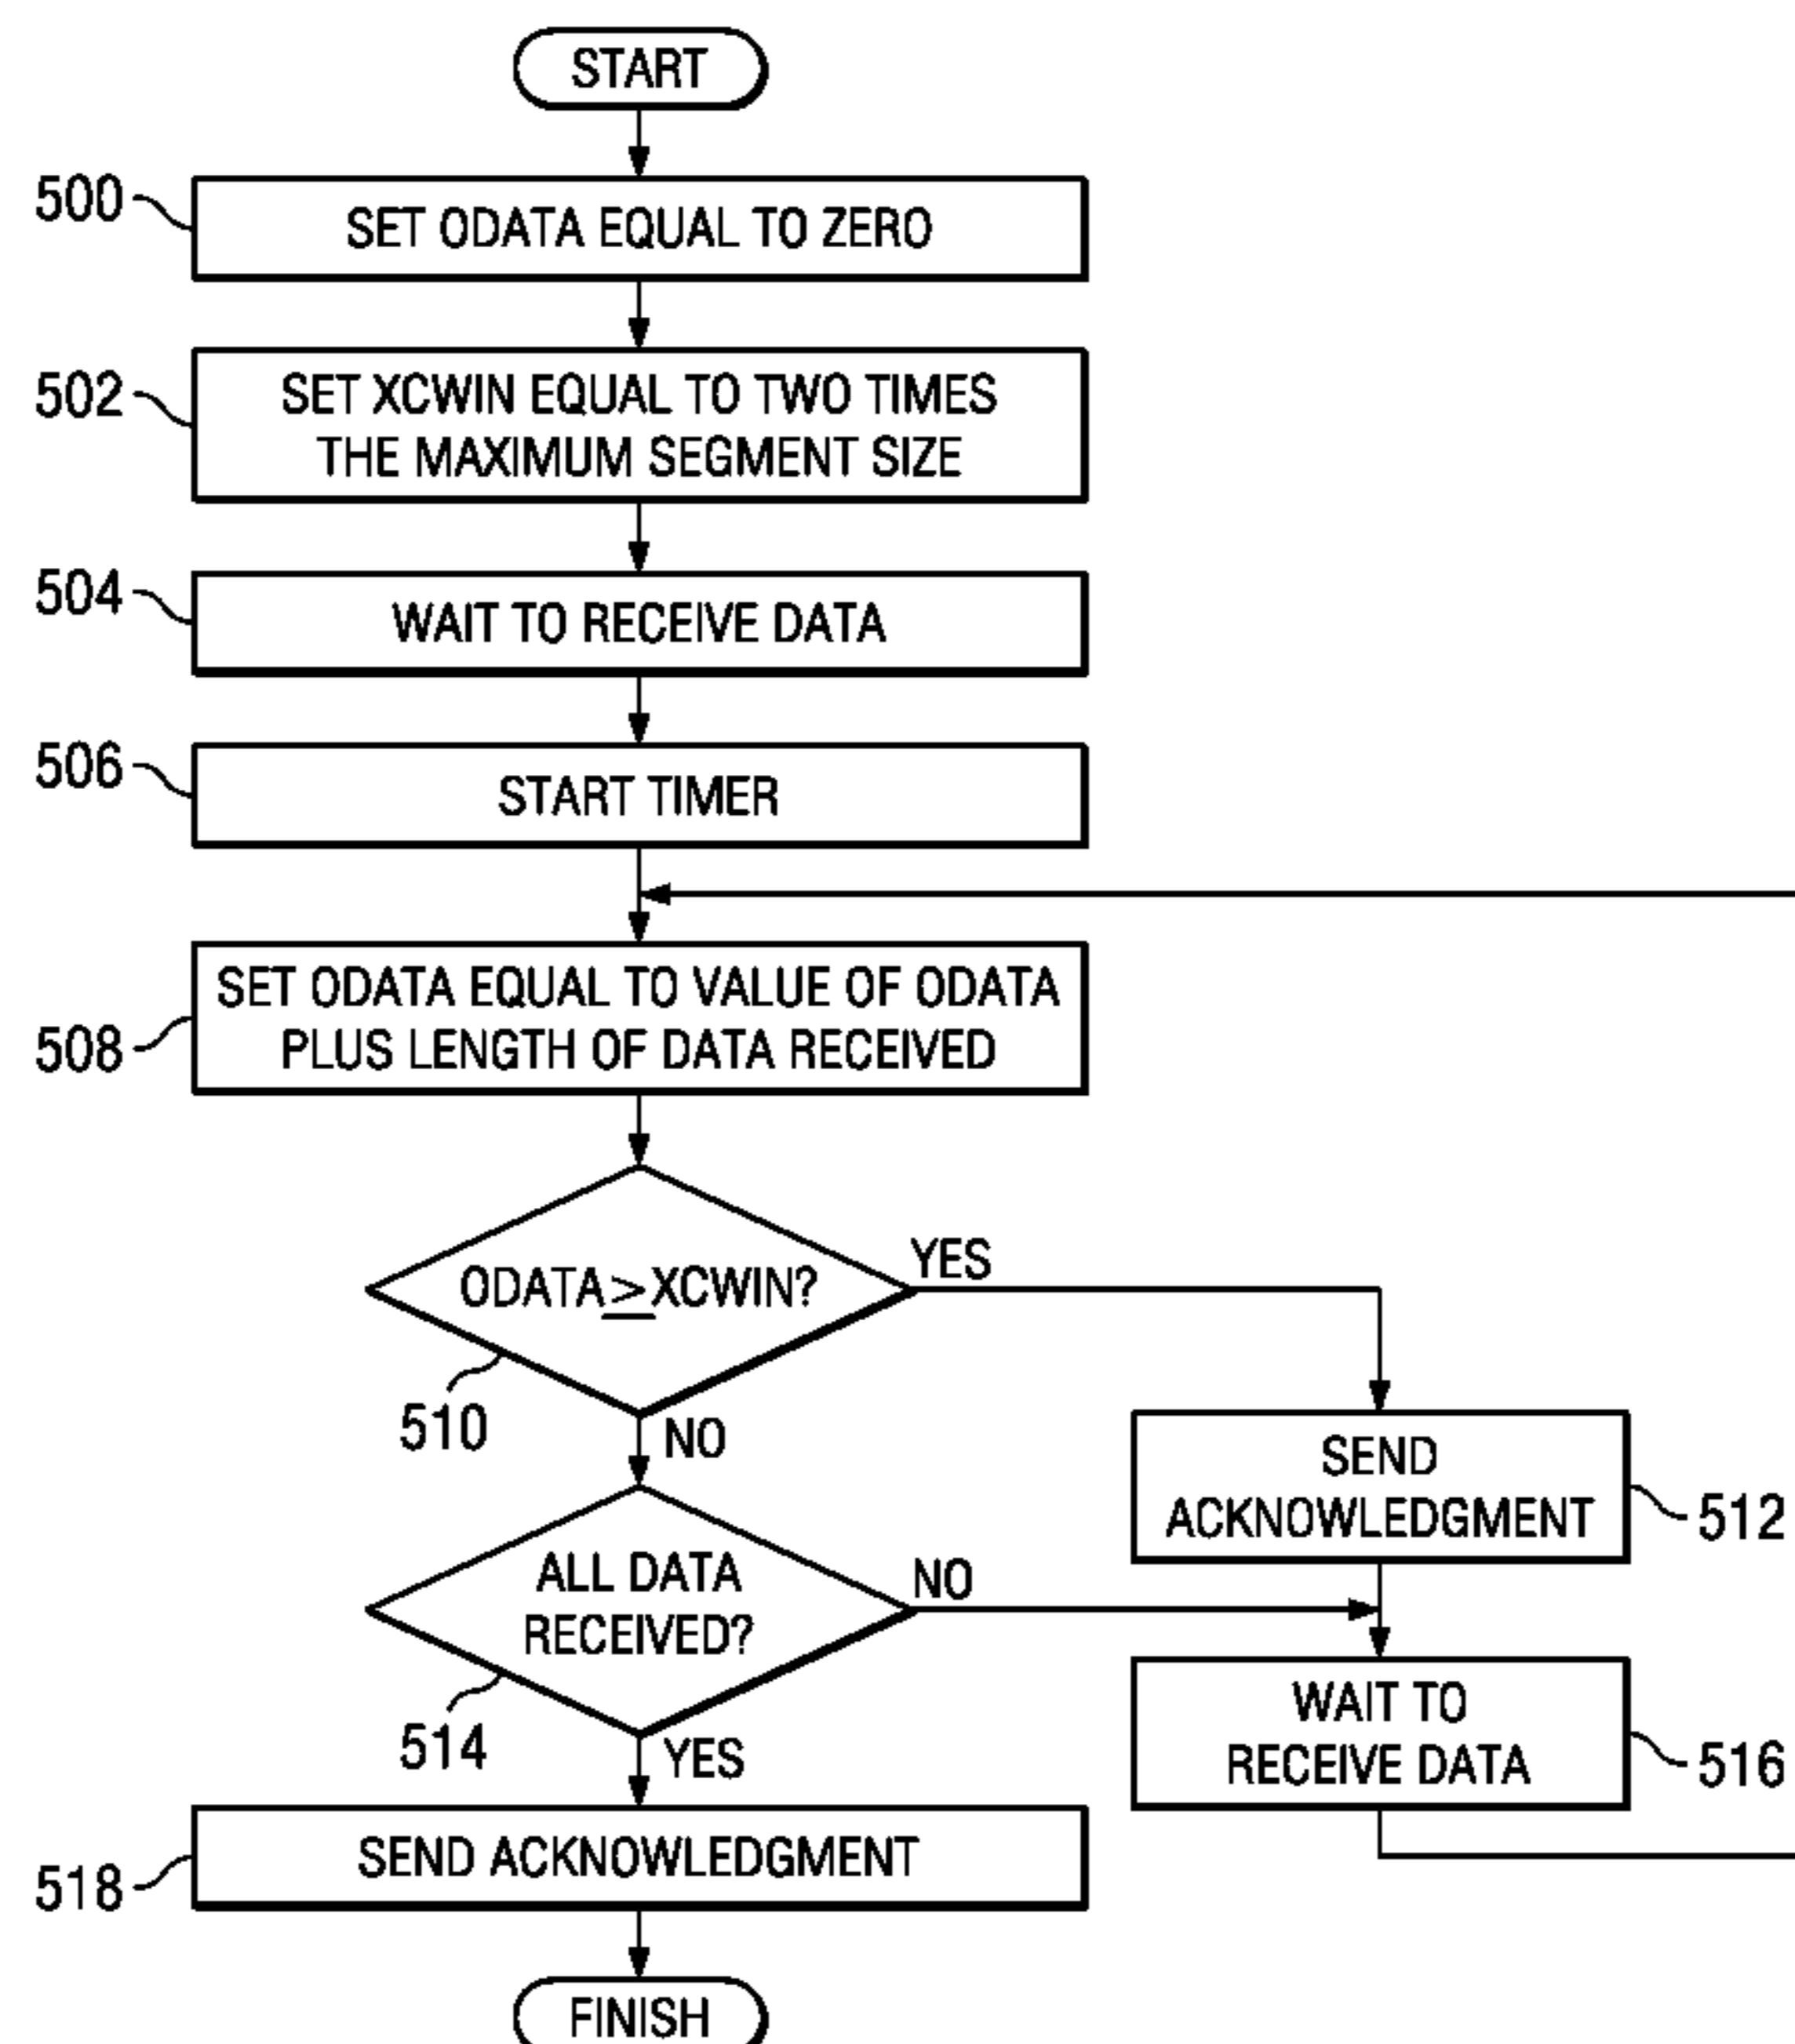 START
500
SET ODATA EQUAL TO ZERO
502
SET XCWIN EQUAL TO TWO TIMES
THE MAXIMUM SEGMENT SIZE
504
WAIT TO RECEIVE DATA
506
START TIMER
508
SET ODATA EQUAL TO VALUE OF ODATA
PLUS LENGTH OF DATA RECEIVED
ODATA≥XCWIN?
YES
510
NO
SEND
ACKNOWLEDGMENT
512
ALL DATA
RECEIVED?
NO
514
YES
WAIT TO
RECEIVE DATA
516
518
SEND ACKNOWLEDGMENT
FINISH